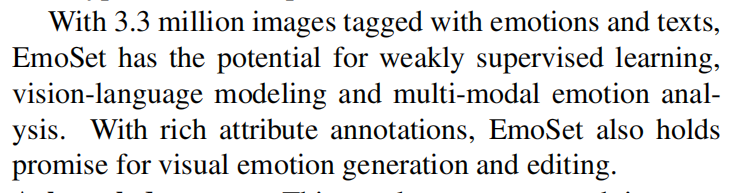 With 3.3 million images tagged with emotions and texts,
EmoSet has the potential for weakly supervised learning,
vision-language modeling and multi-modal emotion anal-
ysis. With rich attribute annotations, EmoSet also holds
promise for visual emotion generation and editing.